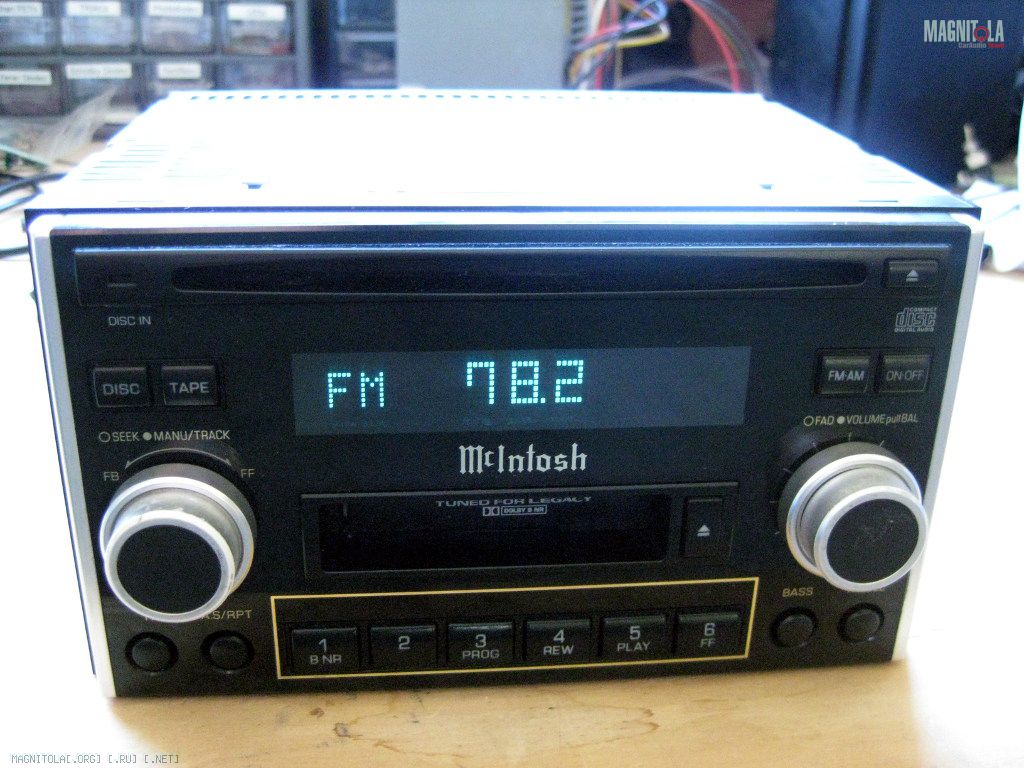 MAGNITOLA
CarAudio
DISC IN
COMPACT
disc
DIGITAL AUDIO
DISC TAPE
FM·AM ON·OFF
SEEK MANU/TRACK
FAD VOLUME pull BAL
FB FF
McIntosh
TUNED FOR LEGACY
DOLBY B NR
BASS
S/RPT
FM 78.2
1 2 3 4 5 6
B NR PROG REW PLAY FF
MAGNITOLA[.ORG] [.RU] [.NET]